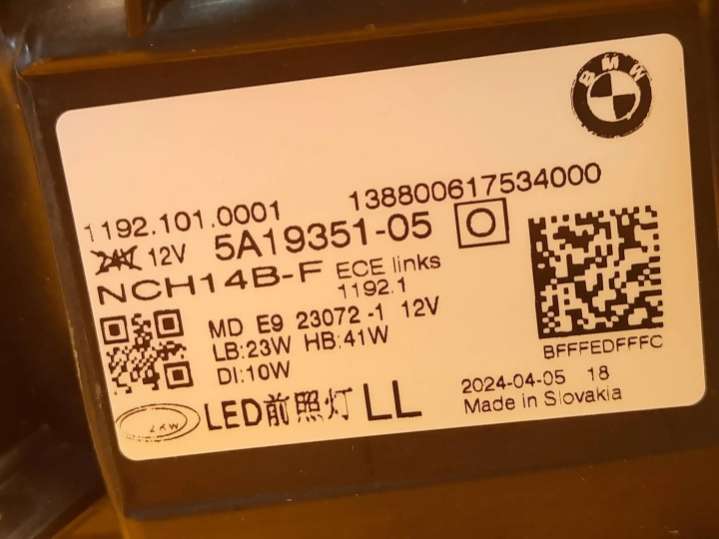 BMW
138800617534000
1192.101.0001
24V 12V 5A19351-05
NCH14B-F ECE links
1192.1
MD E9 23072-1 12V
LB:23W HB:41W
DI:10W
BFFFEDFFFC
ZKW LED前照灯 LL
2024-04-05 18
Made in Slovakia